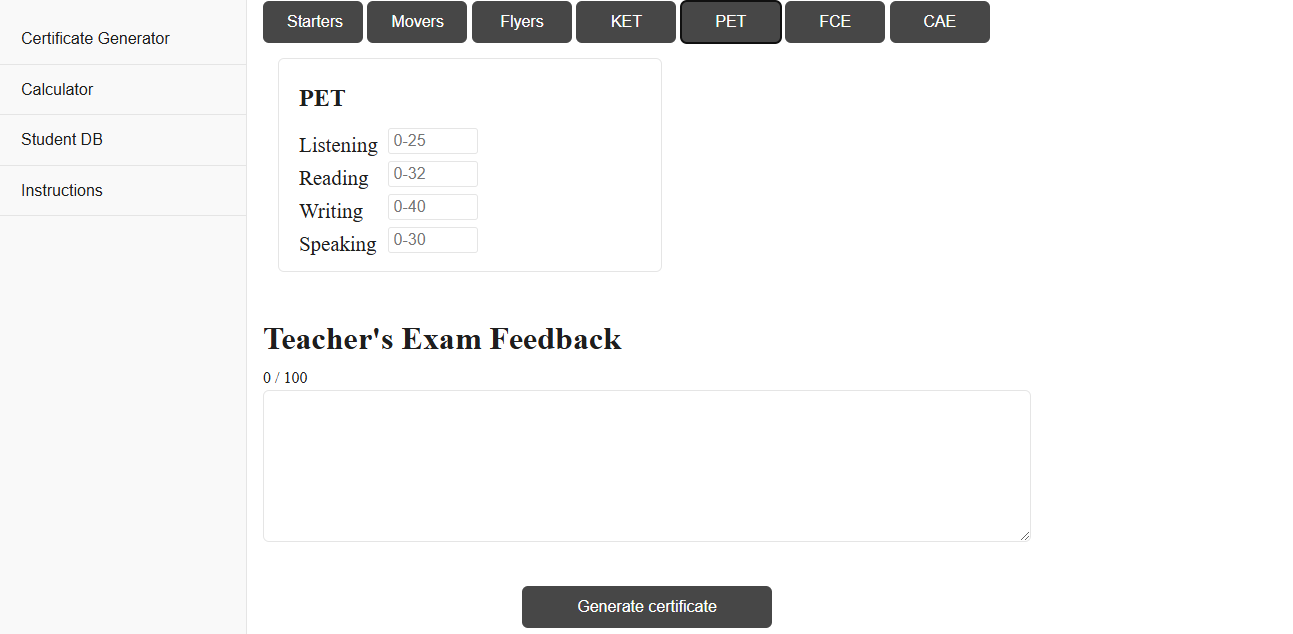 Certificate Generator
Calculator
Student DB
Instructions
Starters Movers Flyers KET PET FCE CAE
PET
Listening 0-25
Reading 0-32
Writing 0-40
Speaking 0-30
Teacher's Exam Feedback
0 / 100
Generate certificate